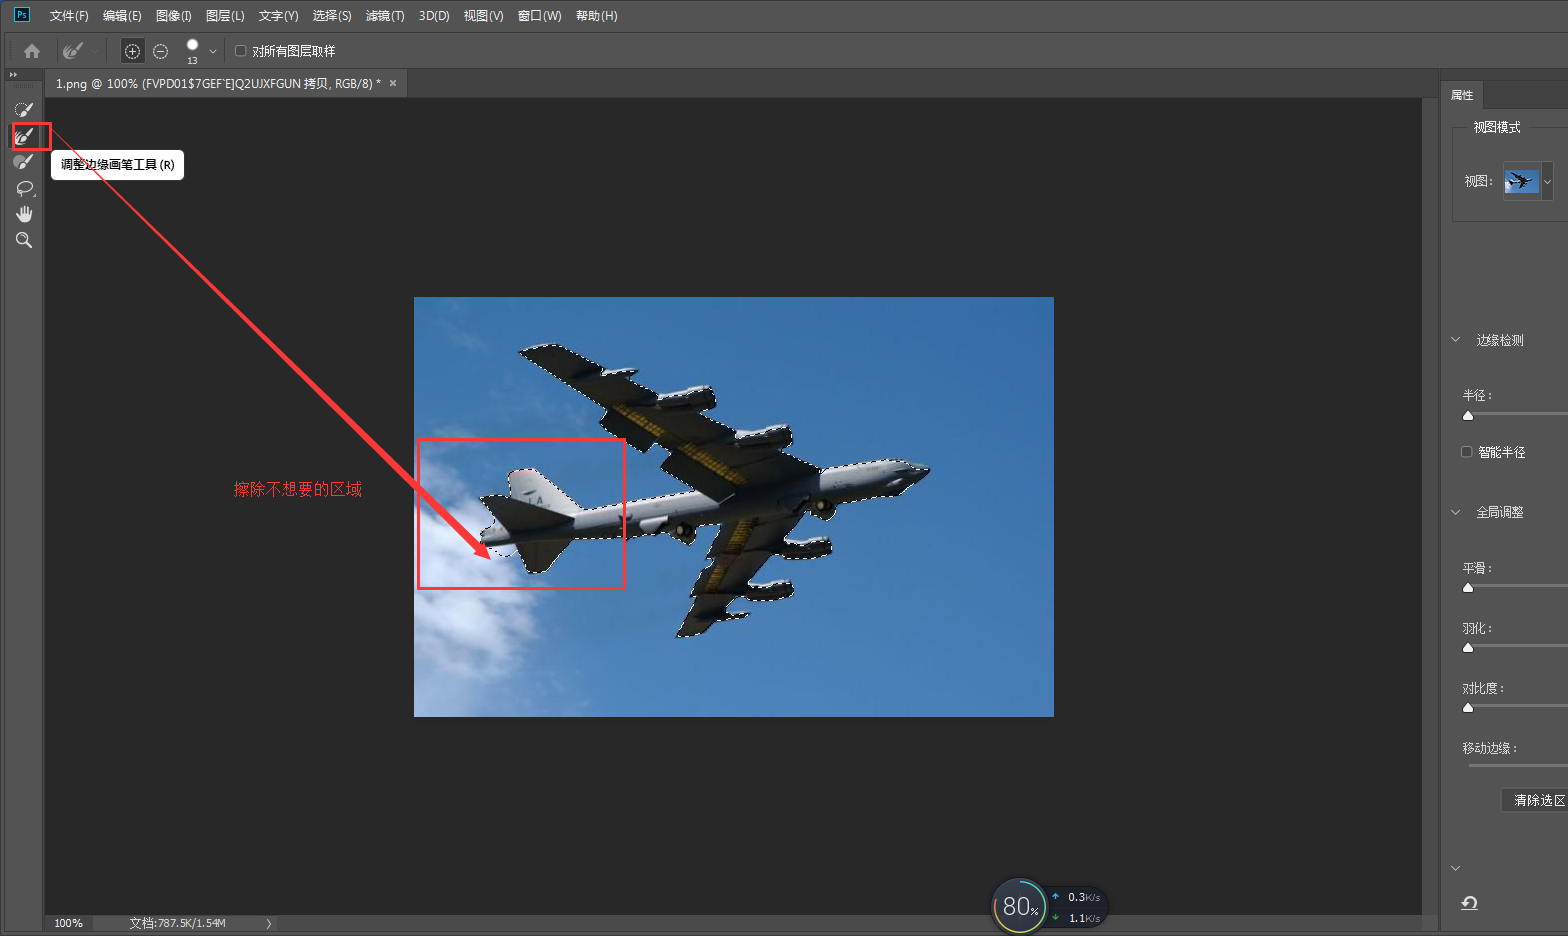 Ps 文件(F) 编辑(E) 图像(I) 图层(L) 文字(Y) 选择(S) 滤镜(T) 3D(D) 视图(V) 窗口(W) 帮助(H)
13
对所有图层取样
1.png @ 100% (FVPD01$7GEF`E]Q2UJXFGUN 拷贝, RGB/8) * ×
属性
视图模式
调整边缘画笔工具 (R)
视图:
边缘检测
半径:
智能半径
擦除不想要的区域
LA
全局调整
平滑:
羽化:
对比度:
移动边缘:
清除选区
80%
0.3K/s
1.1K/s
100%
文档:787.5K/1.54M